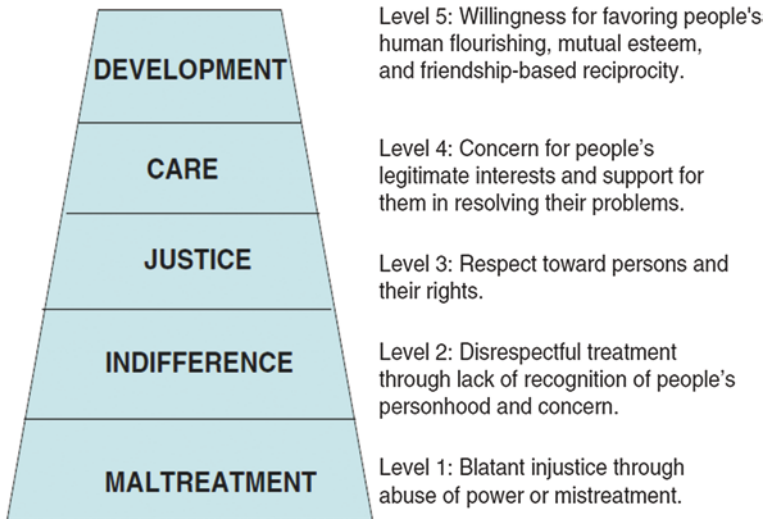 DEVELOPMENT
Level 5: Willingness for favoring people's
human flourishing, mutual esteem,
and friendship-based reciprocity.
CARE
Level 4: Concern for people's
legitimate interests and support for
them in resolving their problems.
JUSTICE
Level 3: Respect toward persons and
their rights.
INDIFFERENCE
Level 2: Disrespectful treatment
through lack of recognition of people's
personhood and concern.
MALTREATMENT
Level 1: Blatant injustice through
abuse of power or mistreatment.